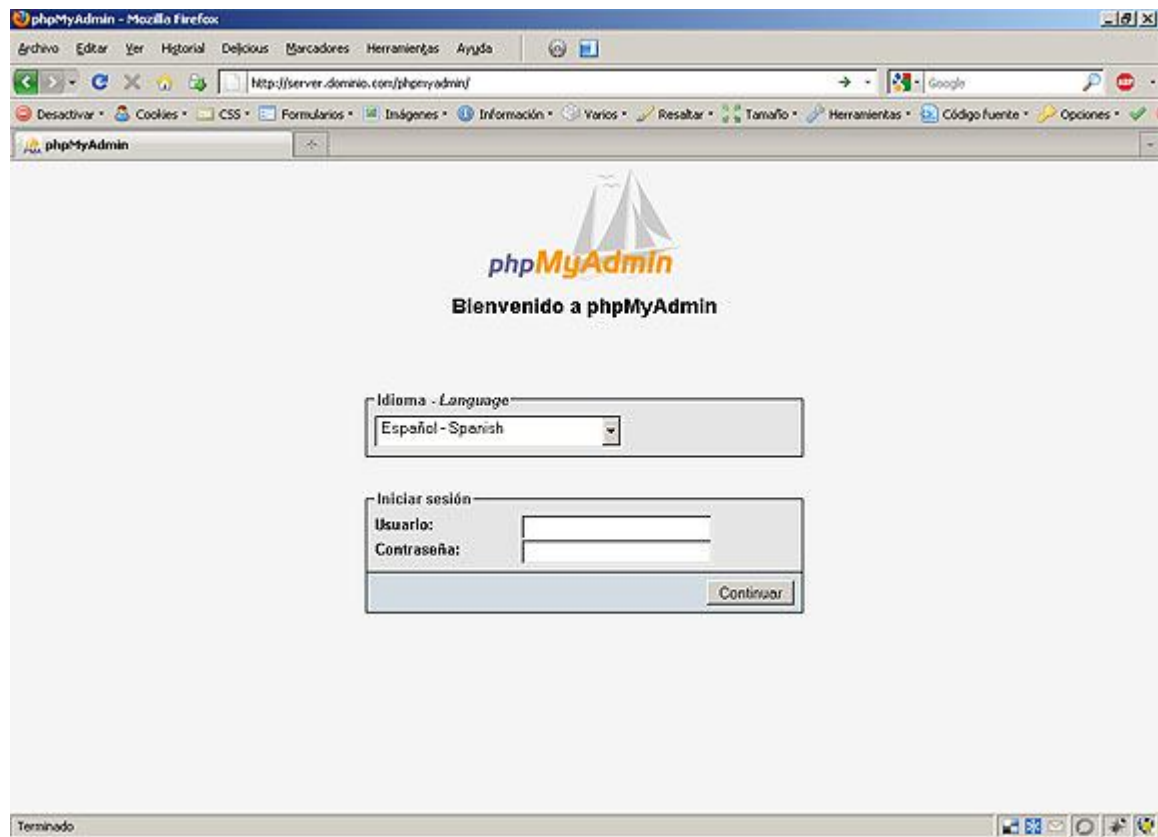 phpMyAdmin - Mozilla Firefox
Archivo Editar Ver Historial Delicious Marcadores Herramientas Ayuda
http://server.dominio.com/phpmyadmin/
Google
ABP
Desactivar Cookies CSS Formularios Imágenes Información Varios Resaltar Tamaño Herramientas Código fuente Opciones
phpMyAdmin
phpMyAdmin
Bienvenido a phpMyAdmin
Idioma - Language
Español - Spanish
Iniciar sesión
Usuario:
Contraseña:
Continuar
Terminado